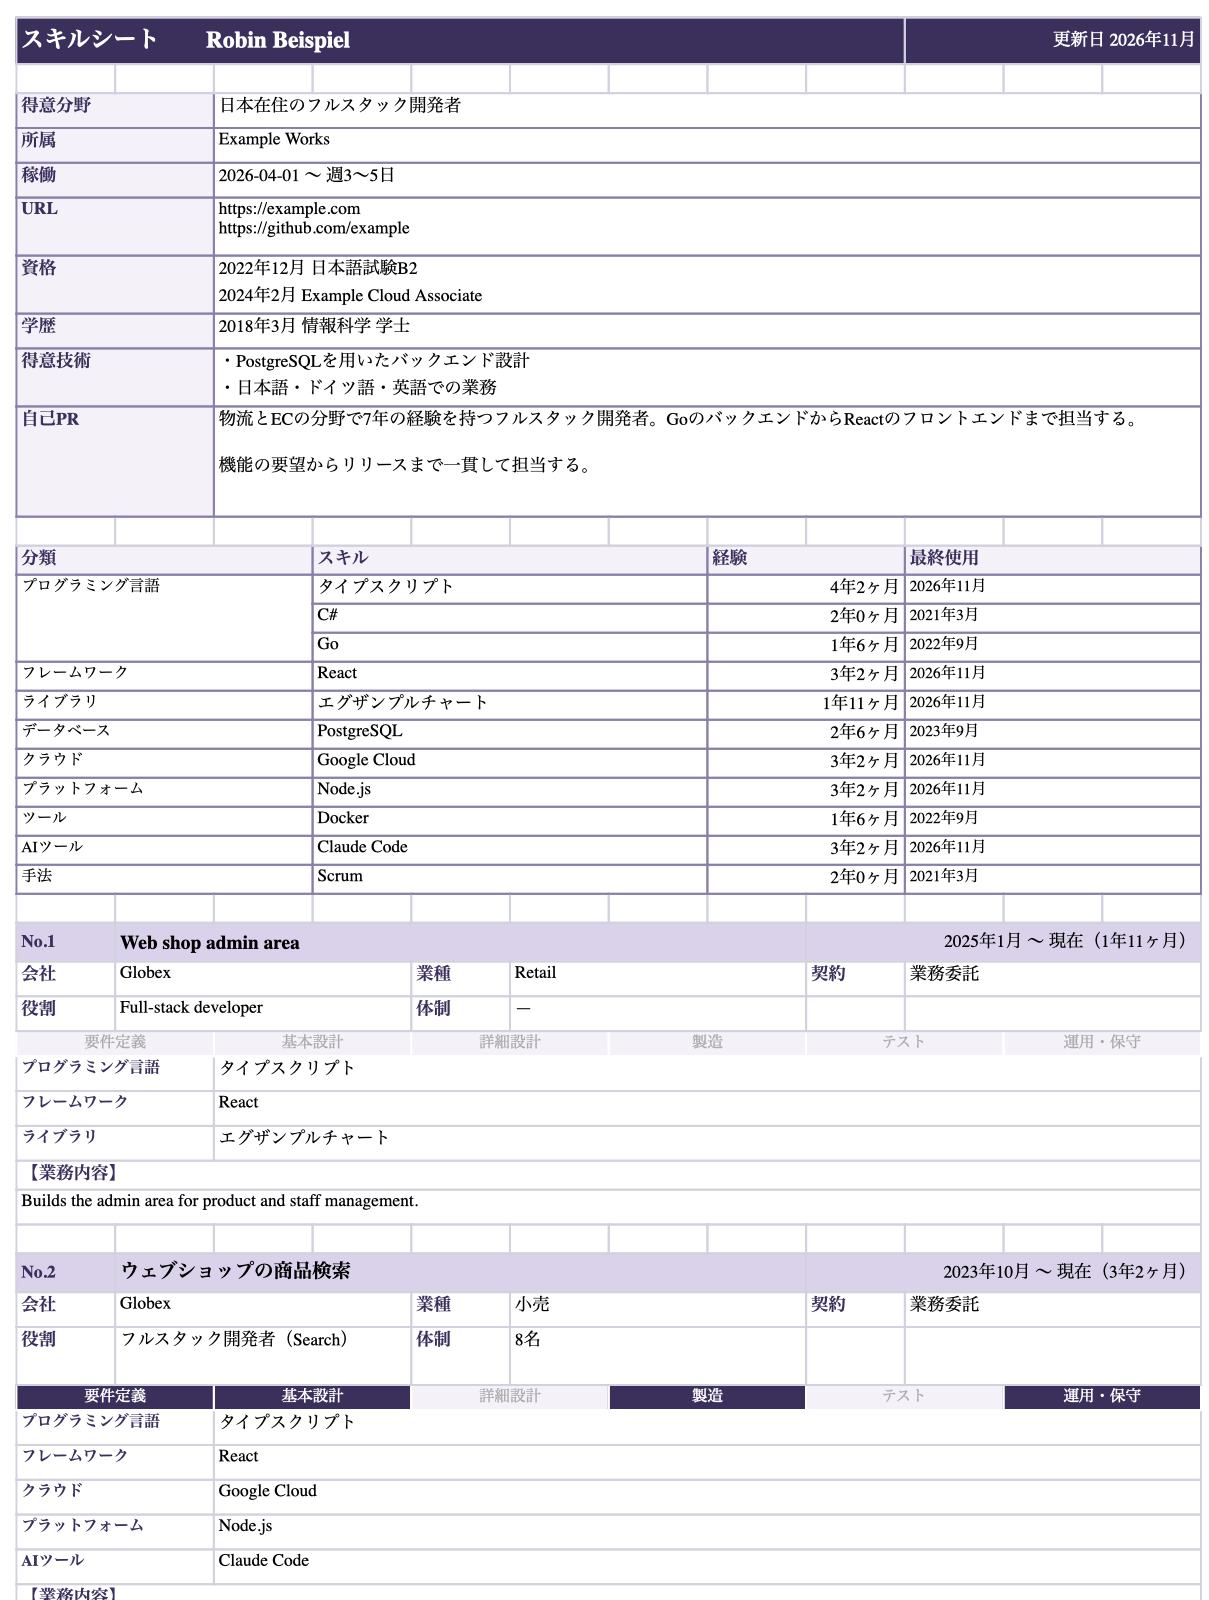 スキルシート Robin Beispiel 更新日 2026年11月
得意分野 日本在住のフルスタック開発者
所属 Example Works
稼働 2026-04-01 〜 週3〜5日
URL https://example.com
https://github.com/example
資格 2022年12月 日本語試験B2
2024年2月 Example Cloud Associate
学歴 2018年3月 情報科学 学士
得意技術 ・PostgreSQLを用いたバックエンド設計
・日本語・ドイツ語・英語での業務
自己PR 物流とECの分野で7年の経験を持つフルスタック開発者。GoのバックエンドからReactのフロントエンドまで担当する。
機能の要望からリリースまで一貫して担当する。
分類 スキル 経験 最終使用
プログラミング言語 タイプスクリプト 4年2ヶ月 2026年11月
C# 2年0ヶ月 2021年3月
Go 1年6ヶ月 2022年9月
フレームワーク React 3年2ヶ月 2026年11月
ライブラリ エグザンプルチャート 1年11ヶ月 2026年11月
データベース PostgreSQL 2年6ヶ月 2023年9月
クラウド Google Cloud 3年2ヶ月 2026年11月
プラットフォーム Node.js 3年2ヶ月 2026年11月
ツール Docker 1年6ヶ月 2022年9月
AIツール Claude Code 3年2ヶ月 2026年11月
手法 Scrum 2年0ヶ月 2021年3月
No.1 Web shop admin area 2025年1月 〜 現在（1年11ヶ月）
会社 Globex 業種 Retail 契約 業務委託
役割 Full-stack developer 体制 —
要件定義 基本設計 詳細設計 製造 テスト 運用・保守
プログラミング言語 タイプスクリプト
フレームワーク React
ライブラリ エグザンプルチャート
【業務内容】
Builds the admin area for product and staff management.
No.2 ウェブショップの商品検索 2023年10月 〜 現在（3年2ヶ月）
会社 Globex 業種 小売 契約 業務委託
役割 フルスタック開発者（Search） 体制 8名
要件定義 基本設計 詳細設計 製造 テスト 運用・保守
プログラミング言語 タイプスクリプト
フレームワーク React
クラウド Google Cloud
プラットフォーム Node.js
AIツール Claude Code
【業務内容】